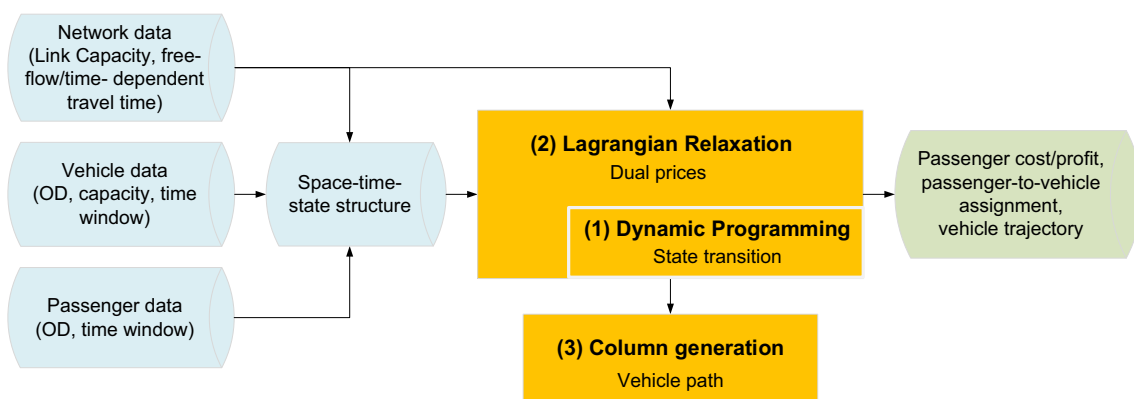 Network data
(Link Capacity, free-
flow/time- dependent
travel time)
Vehicle data
(OD, capacity, time
window)
Passenger data
(OD, time window)
Space-time-
state structure
(2) Lagrangian Relaxation
Dual prices
(1) Dynamic Programming
State transition
(3) Column generation
Vehicle path
Passenger cost/profit,
passenger-to-vehicle
assignment,
vehicle trajectory